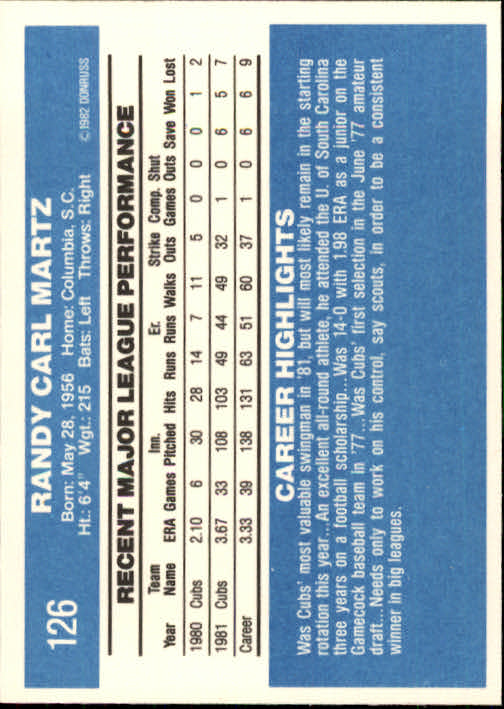 126
RANDY CARL MARTZ
Born: May 28, 1956 Home: Columbia, S.C.
Ht.: 6'4" Wgt.: 215 Bats: Left Throws: Right
©1982 DONRUSS
RECENT MAJOR LEAGUE PERFORMANCE
Team Inn. Er. Strike Comp. Shut
Year Name ERA Games Pitched Hits Runs Runs Walks Outs Games Outs Save Won Lost
1980 Cubs 2.10 6 30 28 14 7 11 5 0 0 0 1 2
1981 Cubs 3.67 33 108 103 49 44 49 32 1 0 6 5 7
Career 3.33 39 138 131 63 51 60 37 1 0 6 6 9
CAREER HIGHLIGHTS
Was Cubs' most valuable swingman in '81, but will most likely remain in the starting
rotation this year...An excellent all-round athlete, he attended the U. of South Carolina
three years on a football scholarship...Was 14-0 with 1.98 ERA as a junior on the
Gamecock baseball team in '77...Was Cubs' first selection in the June '77 amateur
draft...Needs only to work on his control, say scouts, in order to be a consistent
winner in big leagues.